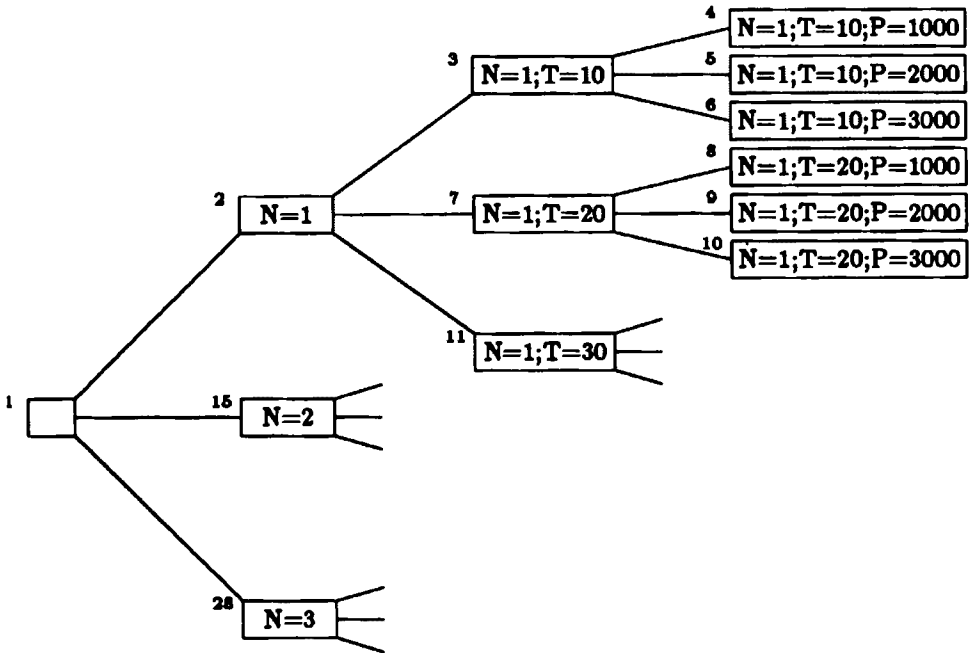 4
N=1;T=10;P=1000
3
N=1;T=10
5
N=1;T=10;P=2000
6
N=1;T=10;P=3000
8
N=1;T=20;P=1000
2
N=1
7
N=1;T=20
9
N=1;T=20;P=2000
10
N=1;T=20;P=3000
11
N=1;T=30
1
15
N=2
28
N=3